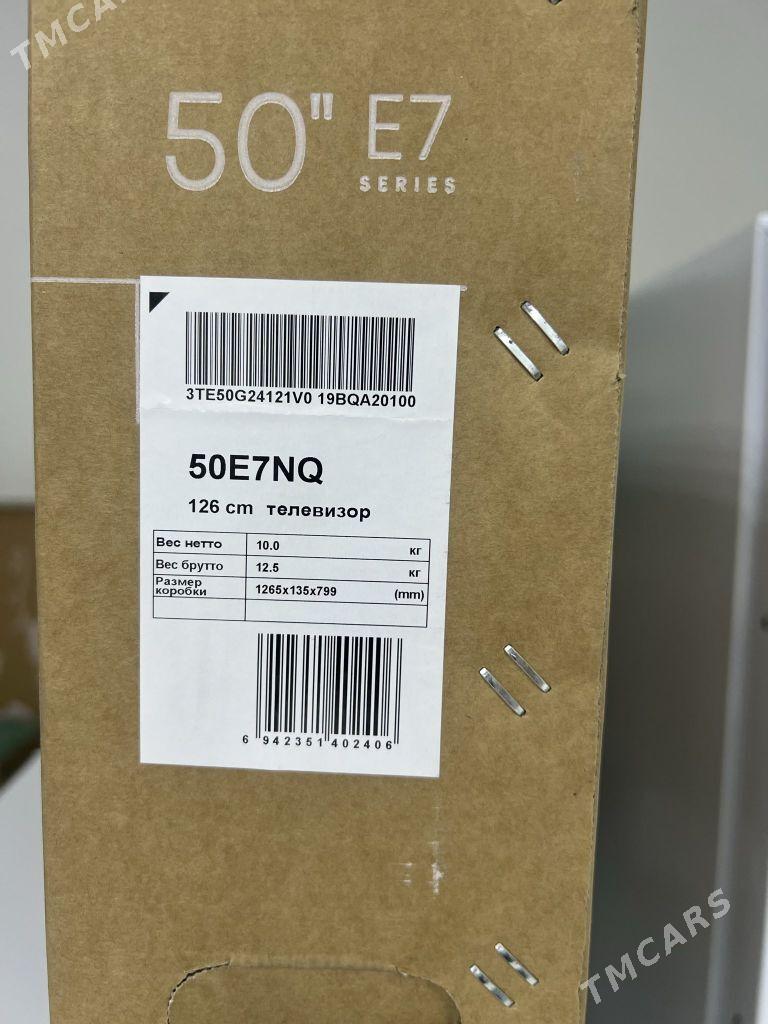 TMCARS
50" E7
SERIES
3TE50G24121V0 19BQA20100
50E7NQ
126 cm телевизор
Вес нетто 10.0 кг
Вес брутто 12.5 кг
Размер коробки 1265x135x799 (mm)
6 942351 402406
TMCARS